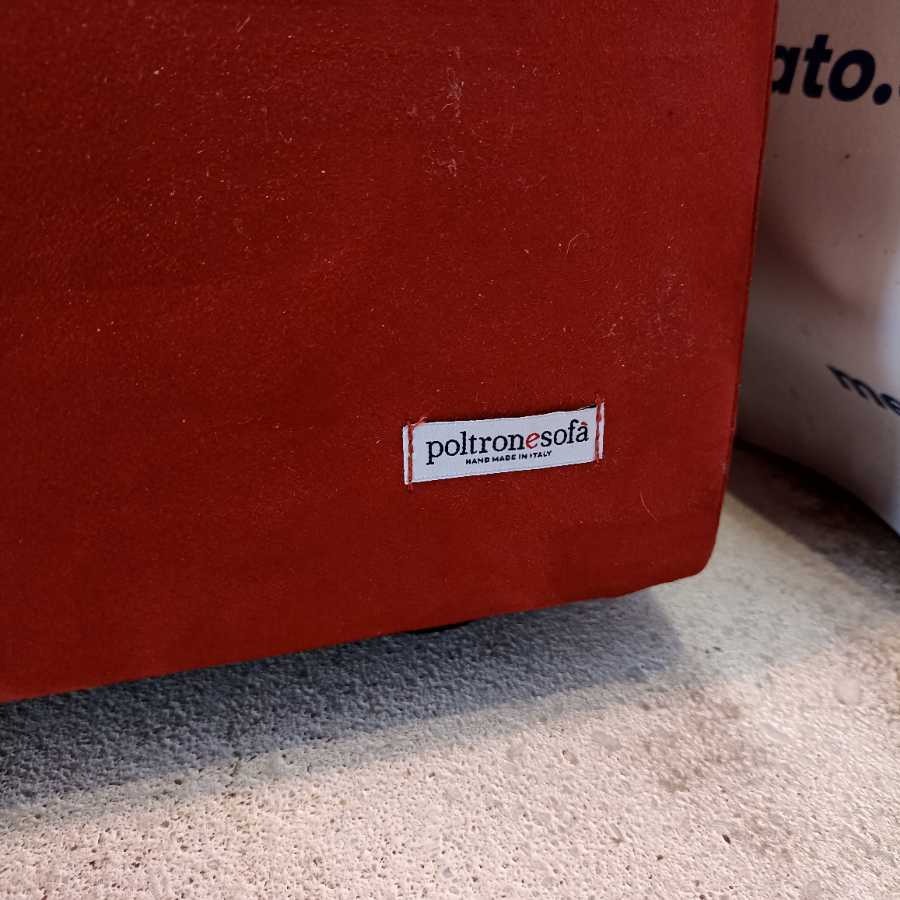 ato.
poltronesofà
HAND MADE IN ITALY
me